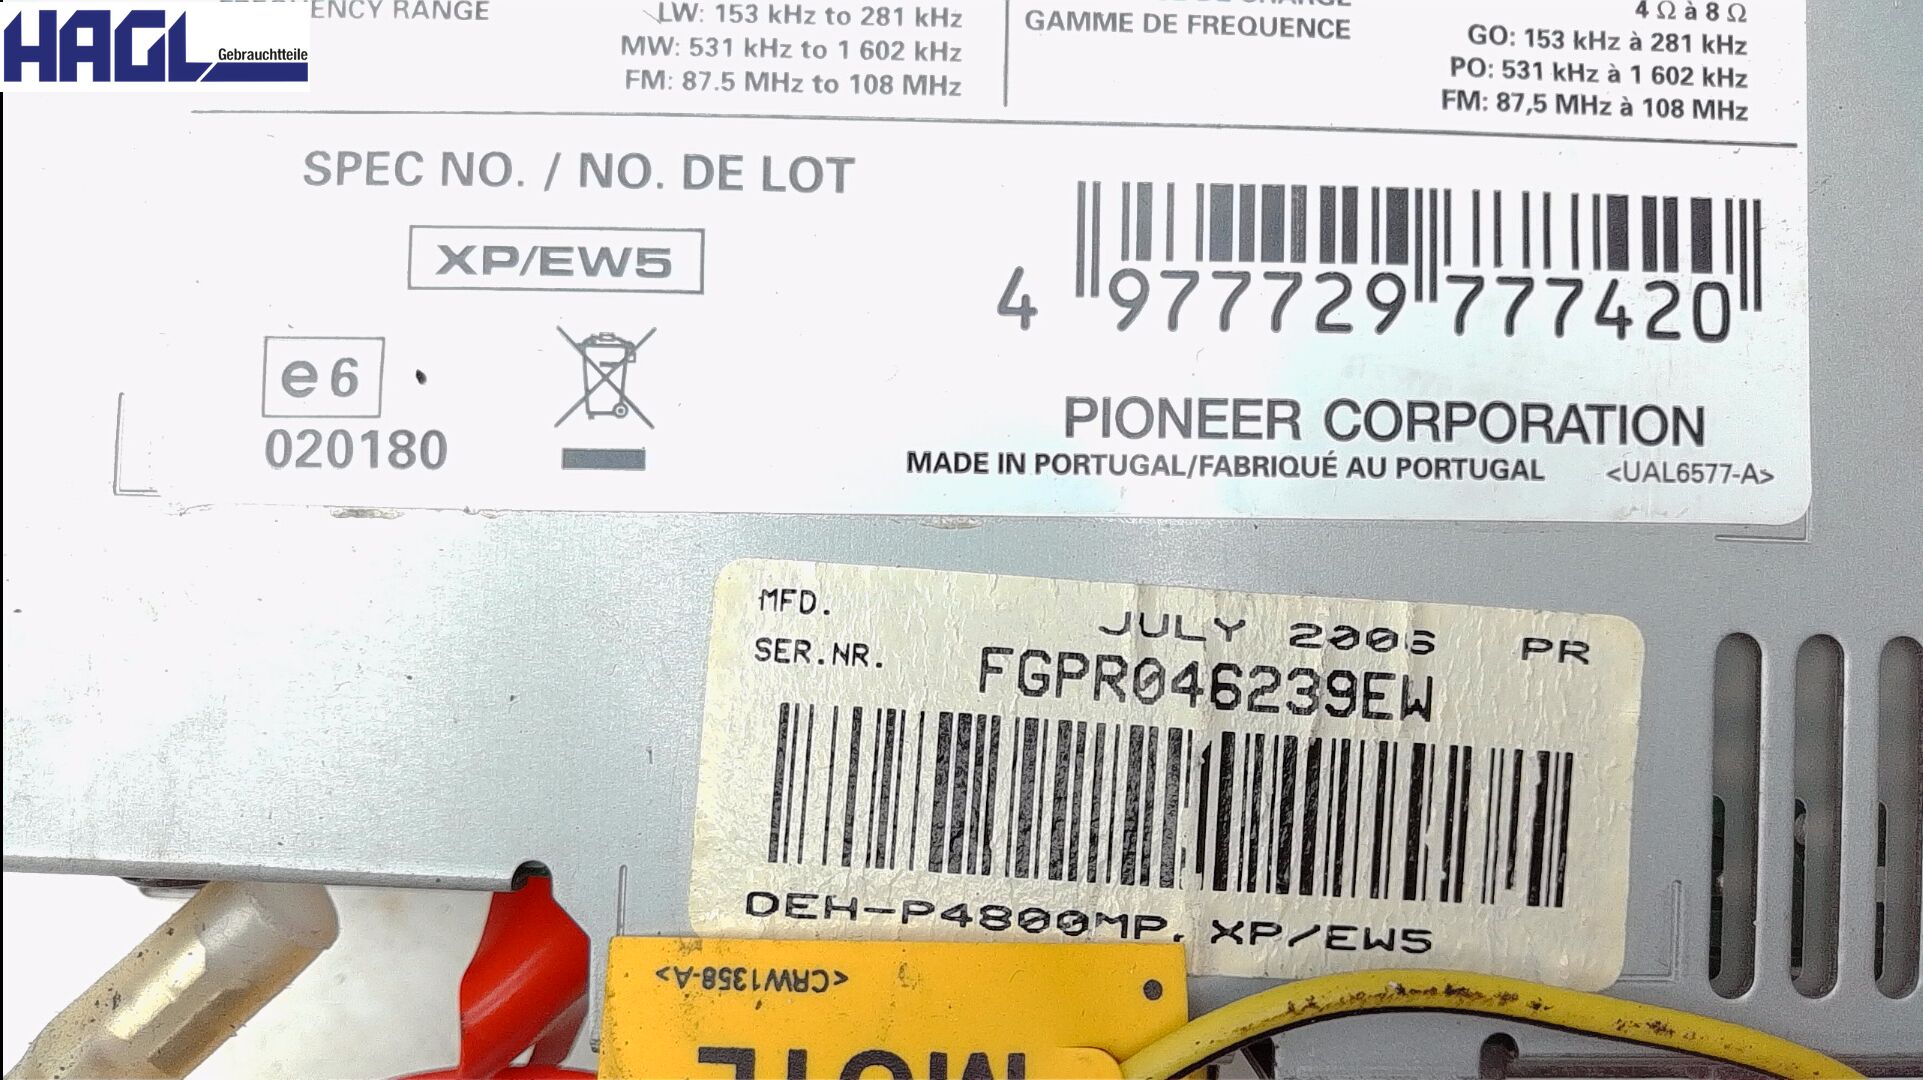 HAGL Gebrauchtteile
LW: 153 kHz to 281 kHz
MW: 531 kHz to 1 602 kHz
FM: 87.5 MHz to 108 MHz
GAMME DE FREQUENCE
4 Ω à 8 Ω
GO: 153 kHz à 281 kHz
PO: 531 kHz à 1 602 kHz
FM: 87,5 MHz à 108 MHz
SPEC NO. / NO. DE LOT
XP/EW5
e6
020180
4 977729 777420
PIONEER CORPORATION
MADE IN PORTUGAL/FABRIQUÉ AU PORTUGAL <UAL6577-A>
MFD. JULY 2006 PR
SER.NR. FGPR046239EW
DEH-P4800MP, XP/EW5
<CRW1358-A>